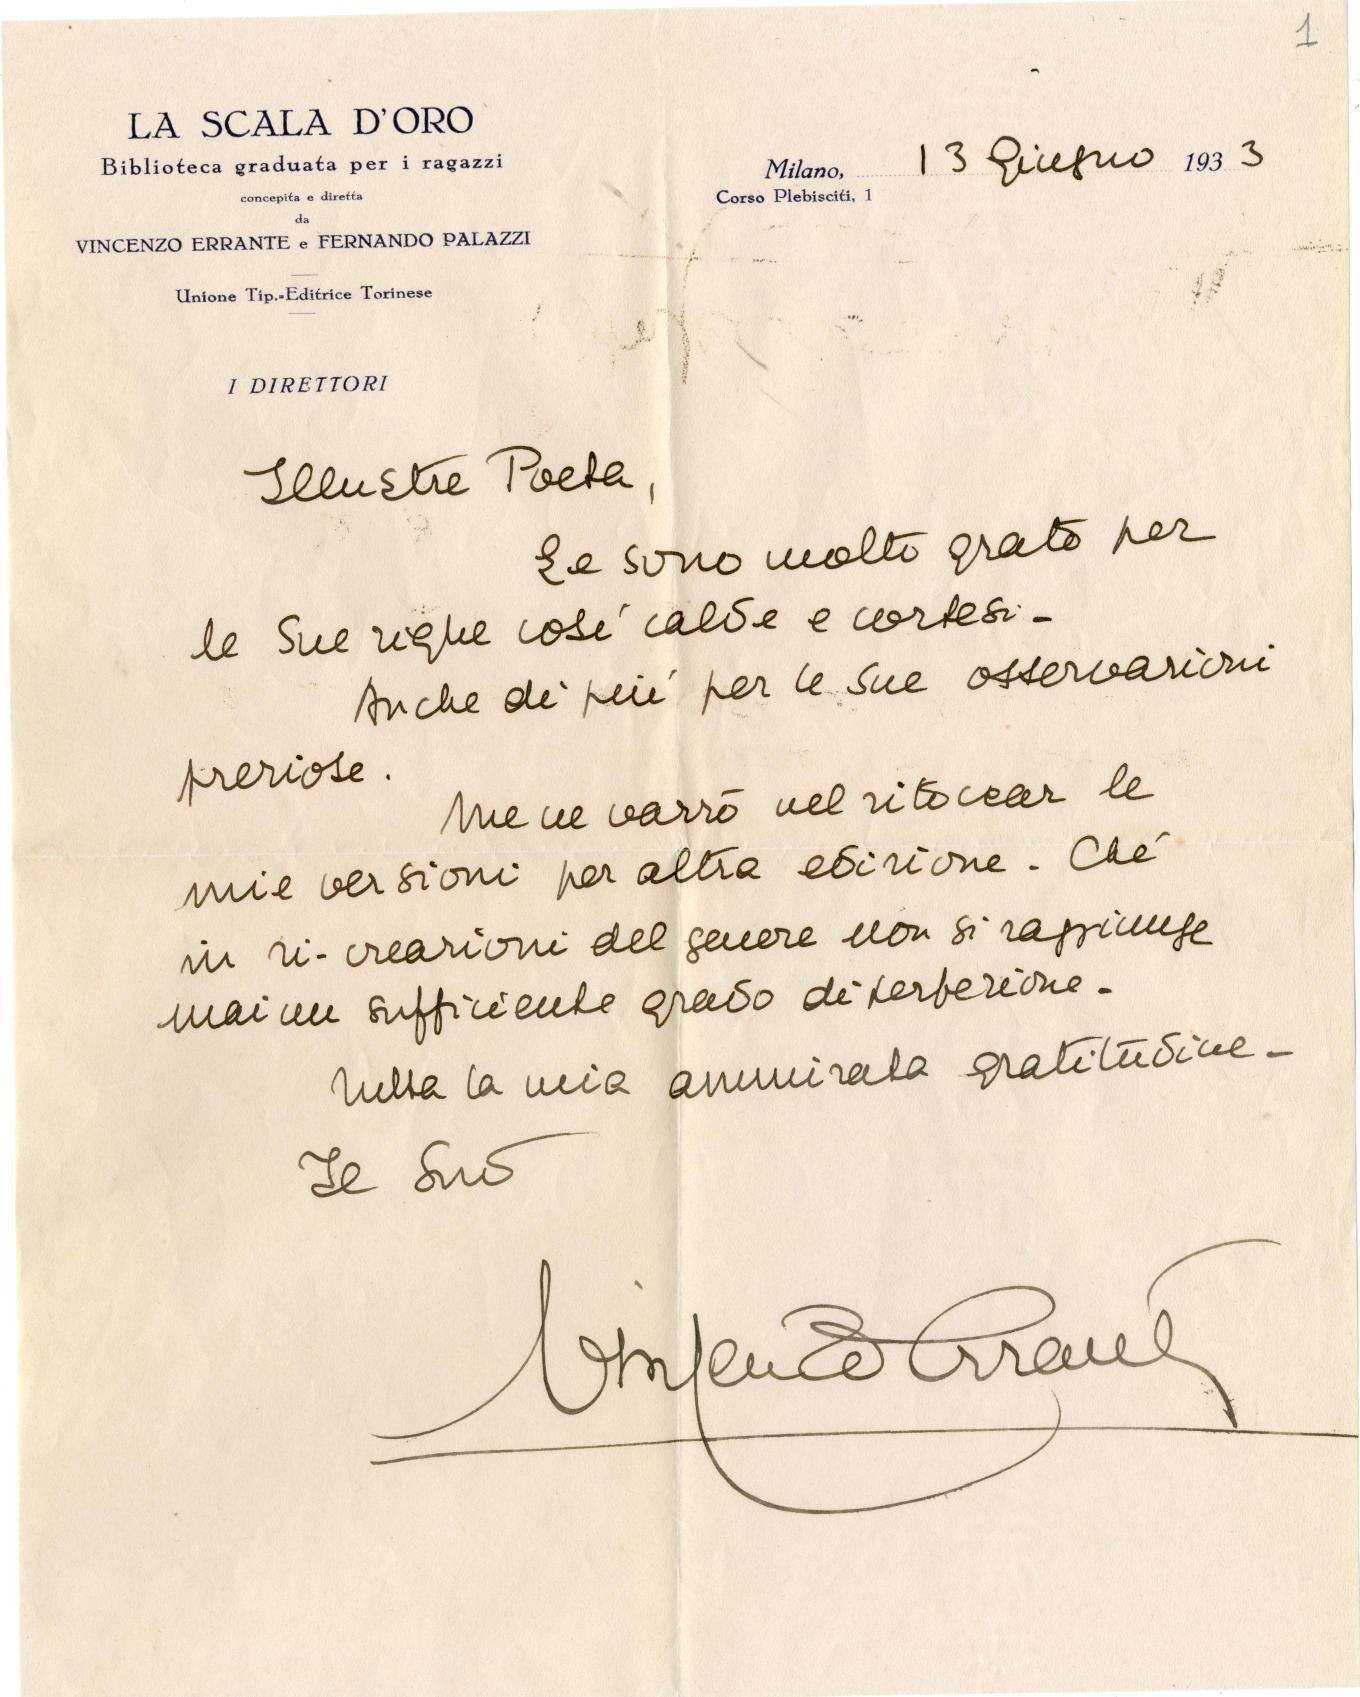 1
LA SCALA D'ORO
Biblioteca graduata per i ragazzi
concepita e diretta
da
VINCENZO ERRANTE e FERNANDO PALAZZI
Unione Tip.-Editrice Torinese
I DIRETTORI
Milano, 13 Giugno 1933
Corso Plebisciti, 1
Illustre Poeta,
Le sono molto grato per
le Sue righe così calde e cortesi -
Anche di più per le Sue osservazioni
preziose.
Me ne varrò nel ritoccar le
mie versioni per altra edizione - Ché
in ri-creazioni del genere non si raggiunge
mai un sufficiente grado di perfezione -
Tutta la mia ammirata gratitudine -
Il Suo
Vincenzo Errante